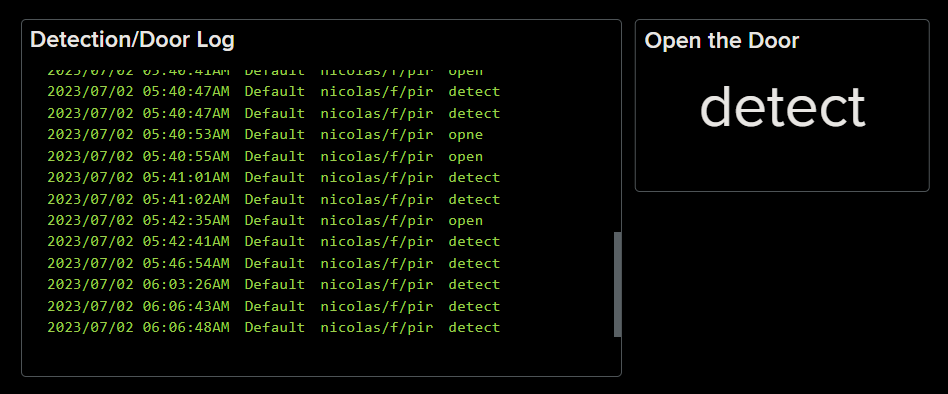 Detection/Door Log
2023/07/02 05:40:41AM Default nicolas/f/pir open
2023/07/02 05:40:47AM Default nicolas/f/pir detect
2023/07/02 05:40:47AM Default nicolas/f/pir detect
2023/07/02 05:40:53AM Default nicolas/f/pir opne
2023/07/02 05:40:55AM Default nicolas/f/pir open
2023/07/02 05:41:01AM Default nicolas/f/pir detect
2023/07/02 05:41:02AM Default nicolas/f/pir detect
2023/07/02 05:42:35AM Default nicolas/f/pir open
2023/07/02 05:42:41AM Default nicolas/f/pir detect
2023/07/02 05:46:54AM Default nicolas/f/pir detect
2023/07/02 06:03:26AM Default nicolas/f/pir detect
2023/07/02 06:06:43AM Default nicolas/f/pir detect
2023/07/02 06:06:48AM Default nicolas/f/pir detect
Open the Door
detect